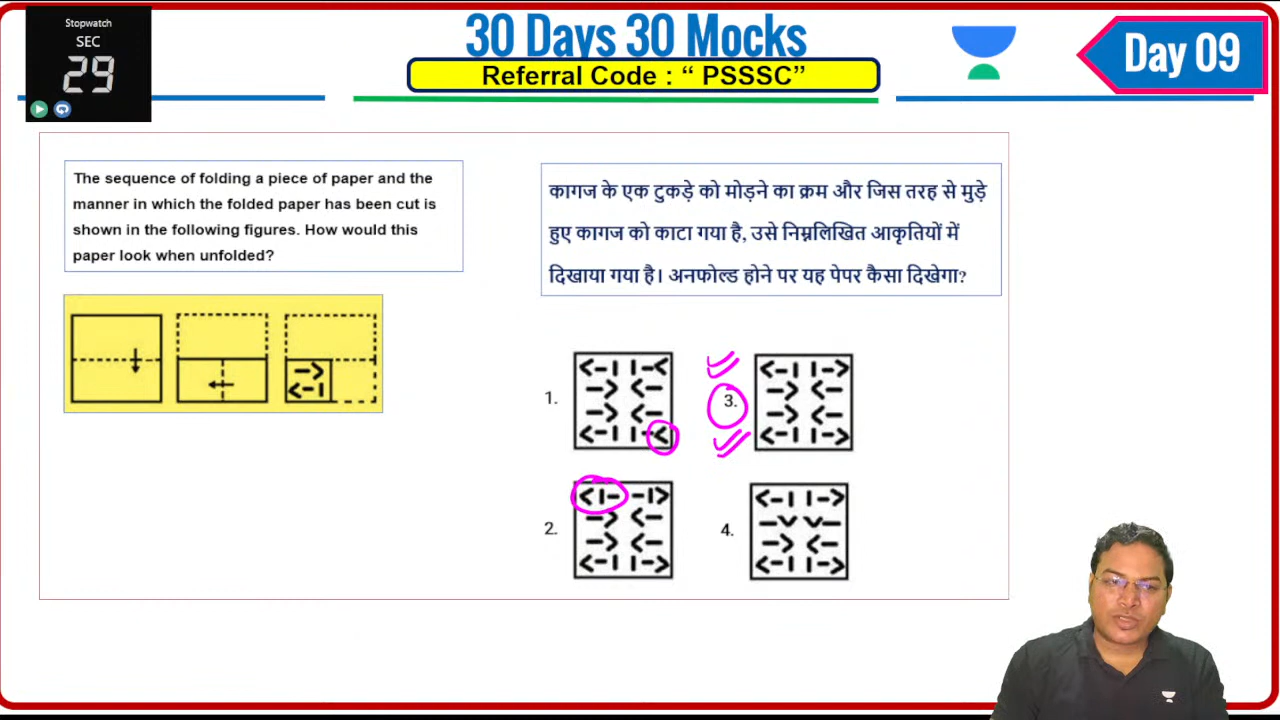 Stopwatch
SEC
29
30 Days 30 Mocks
Referral Code : “ PSSSC”
Day 09
The sequence of folding a piece of paper and the
manner in which the folded paper has been cut is
shown in the following figures. How would this
paper look when unfolded?
कागज के एक टुकड़े को मोड़ने का क्रम और जिस तरह से मुड़े
हुए कागज को काटा गया है, उसे निम्नलिखित आकृतियों में
दिखाया गया है। अनफोल्ड होने पर यह पेपर कैसा दिखेगा?
1.
3.
2.
4.